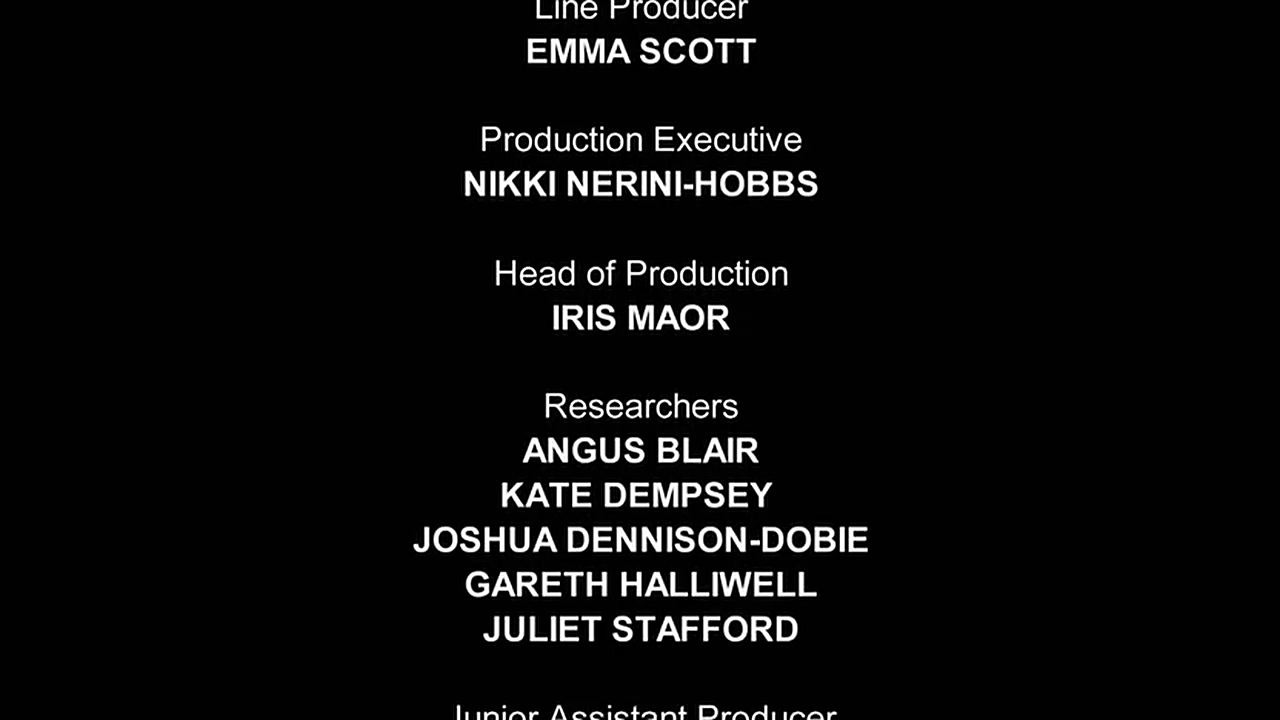 Line Producer
EMMA SCOTT
Production Executive
NIKKI NERINI-HOBBS
Head of Production
IRIS MAOR
Researchers
ANGUS BLAIR
KATE DEMPSEY
JOSHUA DENNISON-DOBIE
GARETH HALLIWELL
JULIET STAFFORD
Junior Assistant Producer